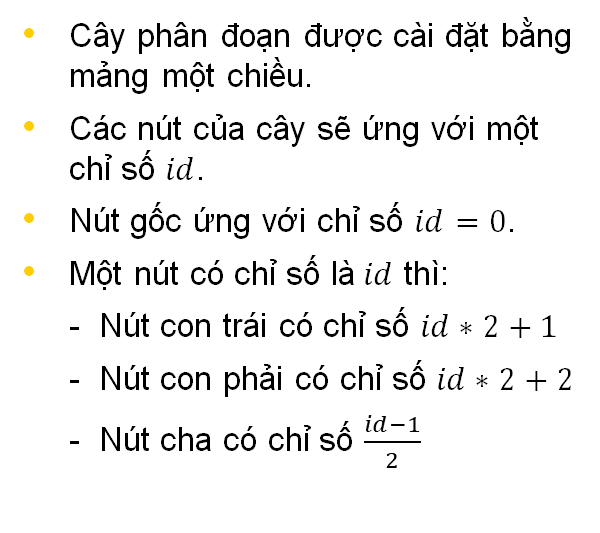 • Cây phân đoạn được cài đặt bằng
mảng một chiều.
• Các nút của cây sẽ ứng với một
chỉ số id.
• Nút gốc ứng với chỉ số id = 0.
• Một nút có chỉ số là id thì:
- Nút con trái có chỉ số id ∗ 2 + 1
- Nút con phải có chỉ số id ∗ 2 + 2
- Nút cha có chỉ số \frac{id−1}{2}